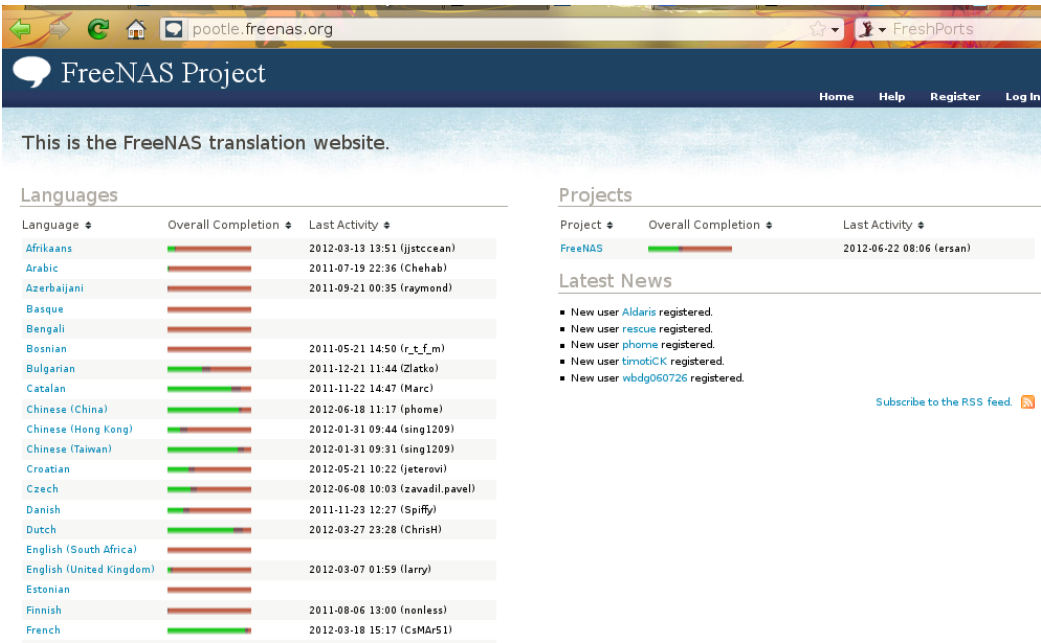 pootle.freenas.org
FreshPorts
FreeNAS Project
Home Help Register Log In
This is the FreeNAS translation website.
Languages
Language Overall Completion Last Activity
Afrikaans 2012-03-13 13:51 (jjstccean)
Arabic 2011-07-19 22:36 (Chehab)
Azerbaijani 2011-09-21 00:35 (raymond)
Basque
Bengali
Bosnian 2011-05-21 14:50 (r_t_f_m)
Bulgarian 2011-12-21 11:44 (Zlatko)
Catalan 2011-11-22 14:47 (Marc)
Chinese (China) 2012-06-18 11:17 (phome)
Chinese (Hong Kong) 2012-01-31 09:44 (sing1209)
Chinese (Taiwan) 2012-01-31 09:31 (sing1209)
Croatian 2012-05-21 10:22 (jeterovi)
Czech 2012-06-08 10:03 (zavadil.pavel)
Danish 2011-11-23 12:27 (Spiffy)
Dutch 2012-03-27 23:28 (ChrisH)
English (South Africa)
English (United Kingdom) 2012-03-07 01:59 (larry)
Estonian
Finnish 2011-08-06 13:00 (nonless)
French 2012-03-18 15:17 (CsMAr51)
Projects
Project Overall Completion Last Activity
FreeNAS 2012-06-22 08:06 (ersan)
Latest News
New user Aldaris registered.
New user rescue registered.
New user phome registered.
New user timotiCK registered.
New user wbdg060726 registered.
Subscribe to the RSS feed.